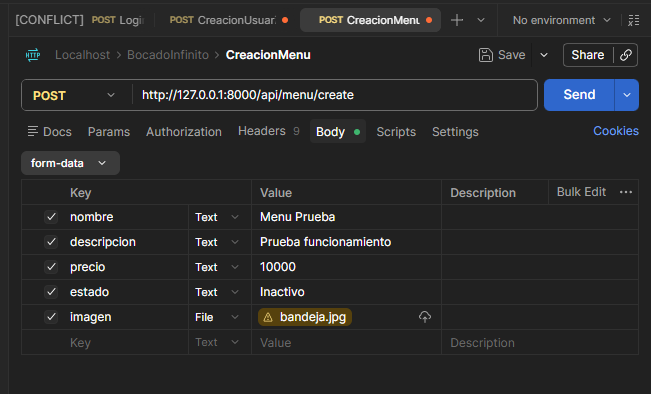 [CONFLICT] POST Login POST CreacionUsuar POST CreacionMenu No environment
HTTP Localhost BocadoInfinito CreacionMenu Save Share
POST http://127.0.0.1:8000/api/menu/create Send
Docs Params Authorization Headers 9 Body Scripts Settings Cookies
form-data
Key Value Description Bulk Edit
nombre Text Menu Prueba
descripcion Text Prueba funcionamiento
precio Text 10000
estado Text Inactivo
imagen File bandeja.jpg
Key Text Value Description